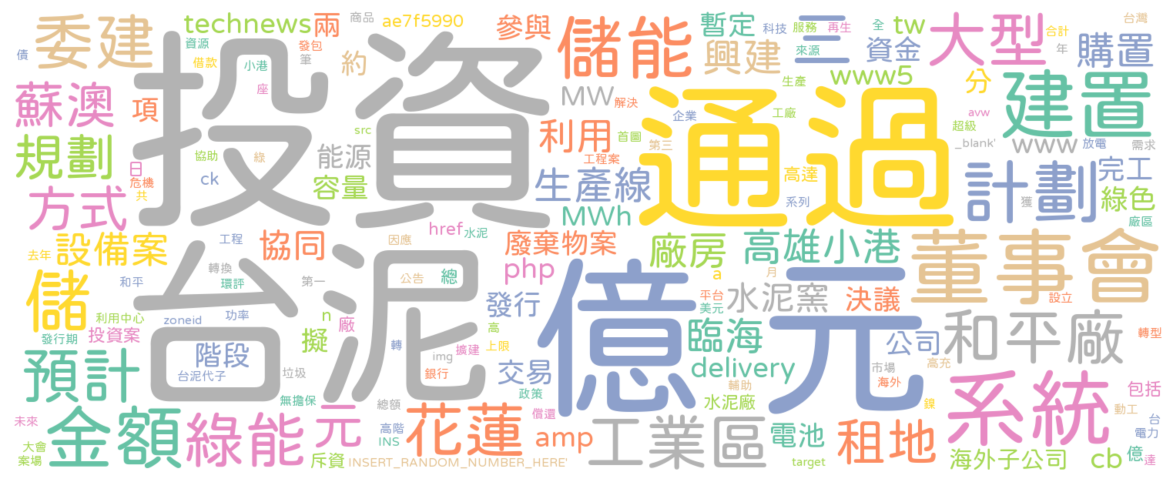 委建
technews
兩
ae7f5990
參與
儲能
暫定
tw
三
大型
購置
合計
台灣
債
資源
借款
發包
商品
科技
服務
再生
全
來源
年
小港
筆
座
約
興建
資金
投資
通過
建置
蘇澳
項
MW
解決
www5
分
超級
avw
src
利用
首圖
第三
企業
工廠
生產
www
_blank'
放電
需求
規劃
日
危機
共
協助
綠
ck
能源
容量
工程案
生產線
高達
系列
計劃
獲
完工
綠色
廠區
方式
MWh
href
水泥
去年
設備案
工程
協同
因應
廢棄物案
廠房
高雄小港
董事會
台泥
億元
儲
和平
轉換
環評
第一
公告
總
php
a
月
平台
美元
水泥窯
決議
設立
利用中心
zoneid
功率
n
廠
發行
發行期
投資案
擬
轉
擴建
高
上限
臨海
公司
和平廠
轉型
預計
階段
台泥代子
垃圾
img
銀行
交易
政策
delivery
輔助
市場
海外
高充
系統
包括
未來
金額
綠能
無擔保
元
高階
INS
總額
花蓮
償還
水泥廠
鎳
動工
台
電力
大會
案場
斥資
INSERT_RANDOM_NUMBER_HERE'
amp
工業區
電池
target
租地
海外子公司
cb
億
達